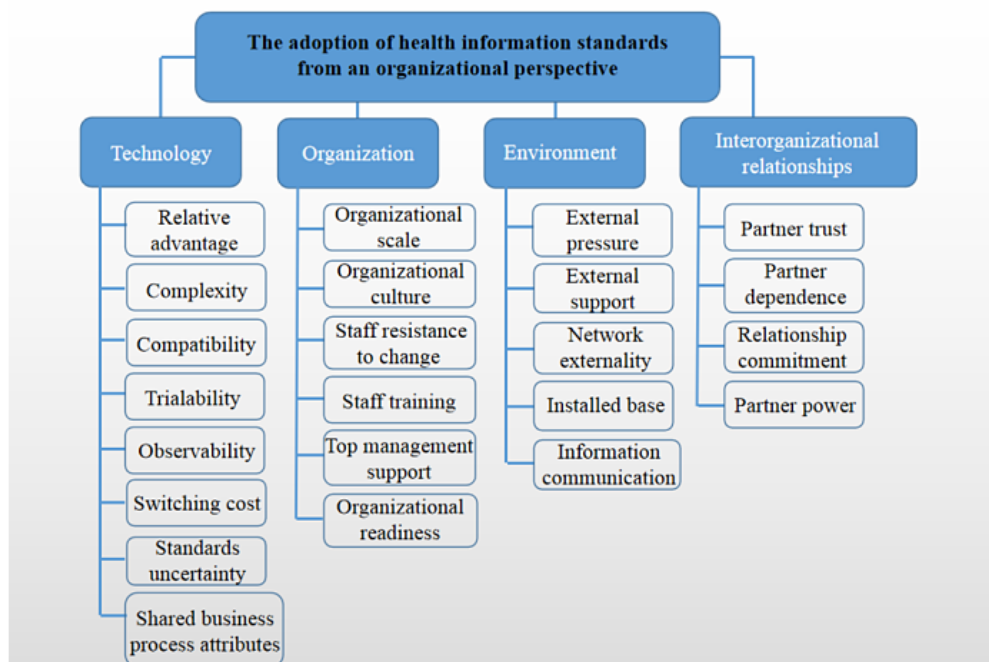 The adoption of health information standards
from an organizational perspective
Technology
Organization
Environment
Interorganizational
relationships
Relative
advantage
Complexity
Compatibility
Trialability
Observability
Switching cost
Standards
uncertainty
Shared business
process attributes
Organizational
scale
Organizational
culture
Staff resistance
to change
Staff training
Top management
support
Organizational
readiness
External
pressure
External
support
Network
externality
Installed base
Information
communication
Partner trust
Partner
dependence
Relationship
commitment
Partner power